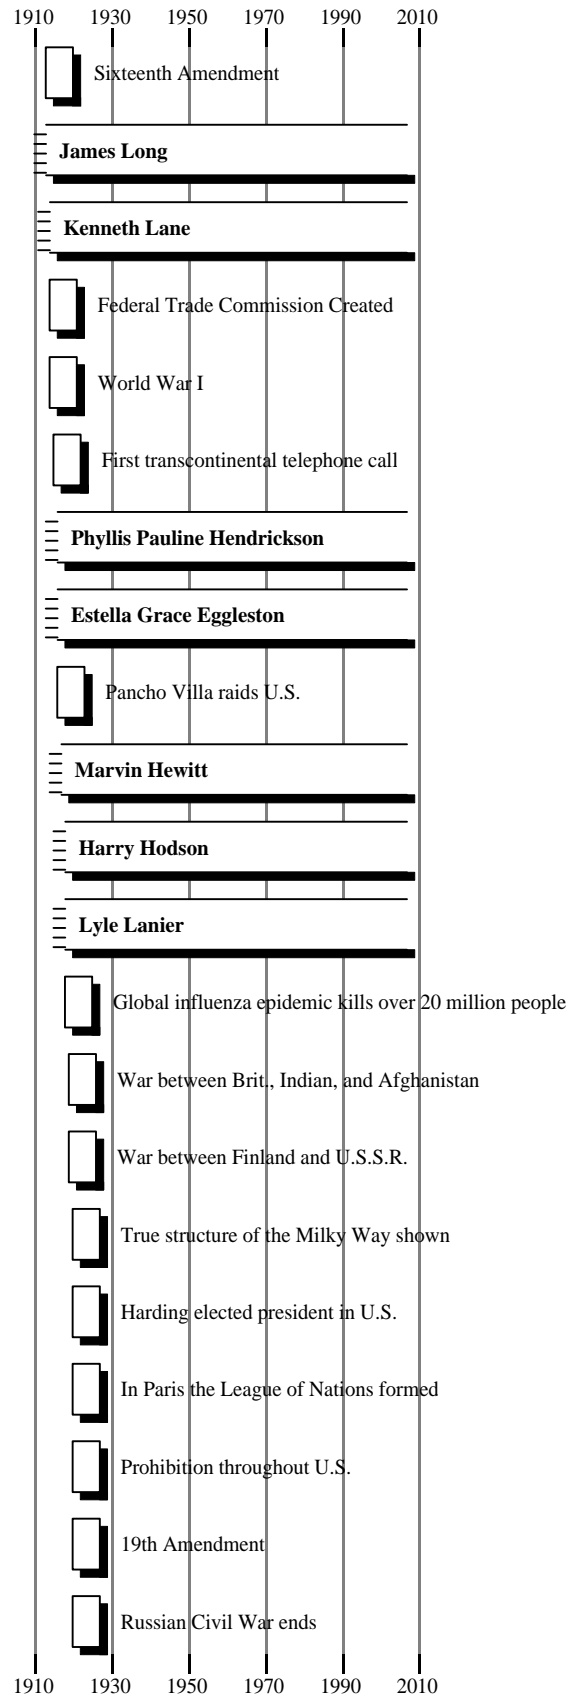 1910 1930 1950 1970 1990 2010
Sixteenth Amendment
James Long
Kenneth Lane
Federal Trade Commission Created
World War I
First transcontinental telephone call
Phyllis Pauline Hendrickson
Estella Grace Eggleston
Pancho Villa raids U.S.
Marvin Hewitt
Harry Hodson
Lyle Lanier
Global influenza epidemic kills over 20 million people
War between Brit., Indian, and Afghanistan
War between Finland and U.S.S.R.
True structure of the Milky Way shown
Harding elected president in U.S.
In Paris the League of Nations formed
Prohibition throughout U.S.
19th Amendment
Russian Civil War ends
1910 1930 1950 1970 1990 2010